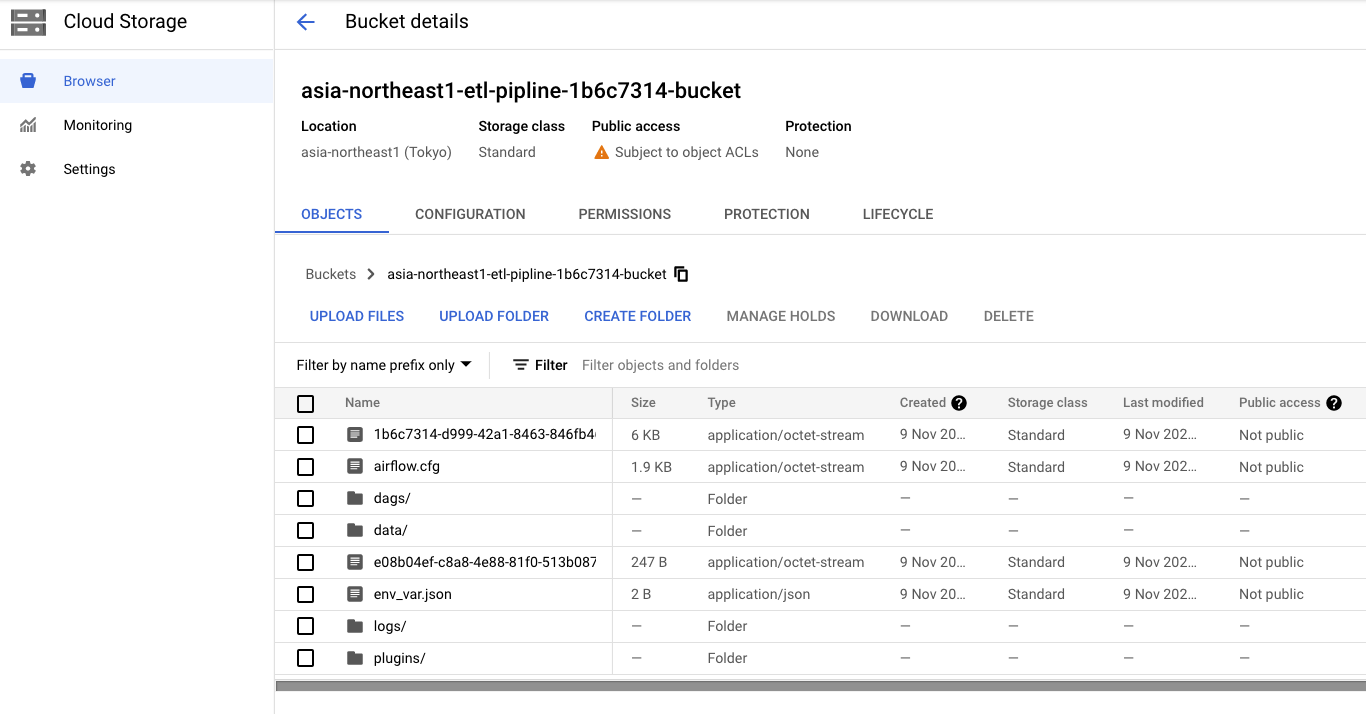 Cloud Storage
Bucket details
Browser
Monitoring
Settings
asia-northeast1-etl-pipline-1b6c7314-bucket
Location Storage class Public access Protection
asia-northeast1 (Tokyo) Standard Subject to object ACLs None
OBJECTS CONFIGURATION PERMISSIONS PROTECTION LIFECYCLE
Buckets > asia-northeast1-etl-pipline-1b6c7314-bucket
UPLOAD FILES UPLOAD FOLDER CREATE FOLDER MANAGE HOLDS DOWNLOAD DELETE
Filter by name prefix only Filter Filter objects and folders
Name Size Type Created ? Storage class Last modified Public access ?
1b6c7314-d999-42a1-8463-846fb4 6 KB application/octet-stream 9 Nov 20... Standard 9 Nov 202... Not public
airflow.cfg 1.9 KB application/octet-stream 9 Nov 20... Standard 9 Nov 202... Not public
dags/ — Folder — — — —
data/ — Folder — — — —
e08b04ef-c8a8-4e88-81f0-513b087 247 B application/octet-stream 9 Nov 20... Standard 9 Nov 202... Not public
env_var.json 2 B application/json 9 Nov 20... Standard 9 Nov 202... Not public
logs/ — Folder — — — —
plugins/ — Folder — — — —